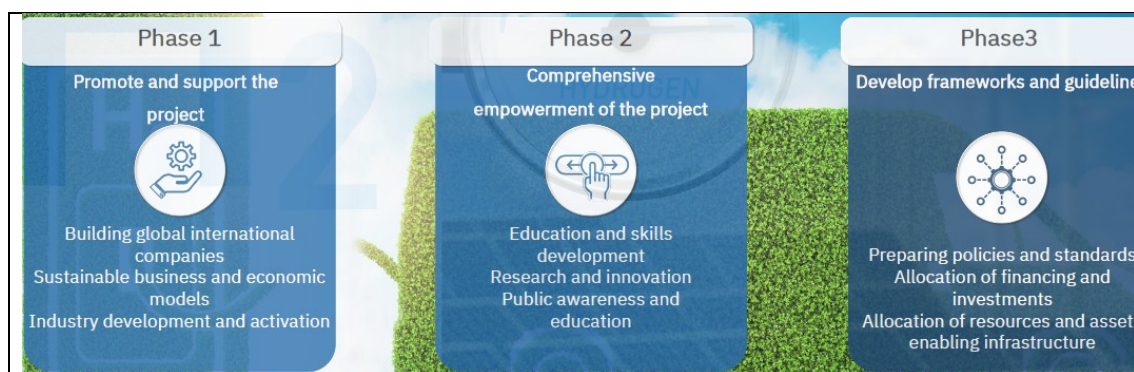 Phase 1
Promote and support the
project
Building global international
companies
Sustainable business and economic
models
Industry development and activation
Phase 2
Comprehensive
empowerment of the project
HYDROGEN
Education and skills
development
Research and innovation
Public awareness and
education
Phase3
Develop frameworks and guideline
Preparing policies and standards
Allocation of financing and
investments
Allocation of resources and asset
enabling infrastructure
H2